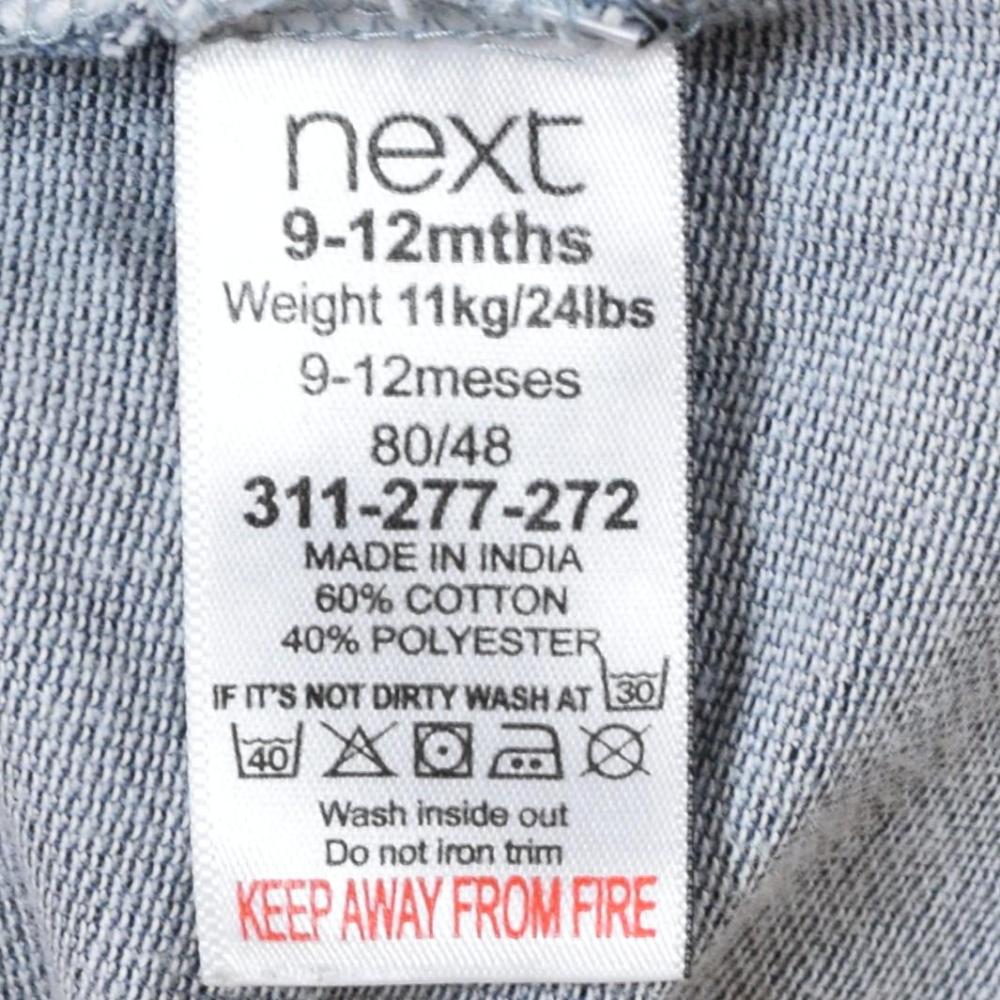 next
9-12mths
Weight 11kg/24lbs
9-12meses
80/48
311-277-272
MADE IN INDIA
60% COTTON
40% POLYESTER
IF IT'S NOT DIRTY WASH AT 30
40
Wash inside out
Do not iron trim
KEEP AWAY FROM FIRE